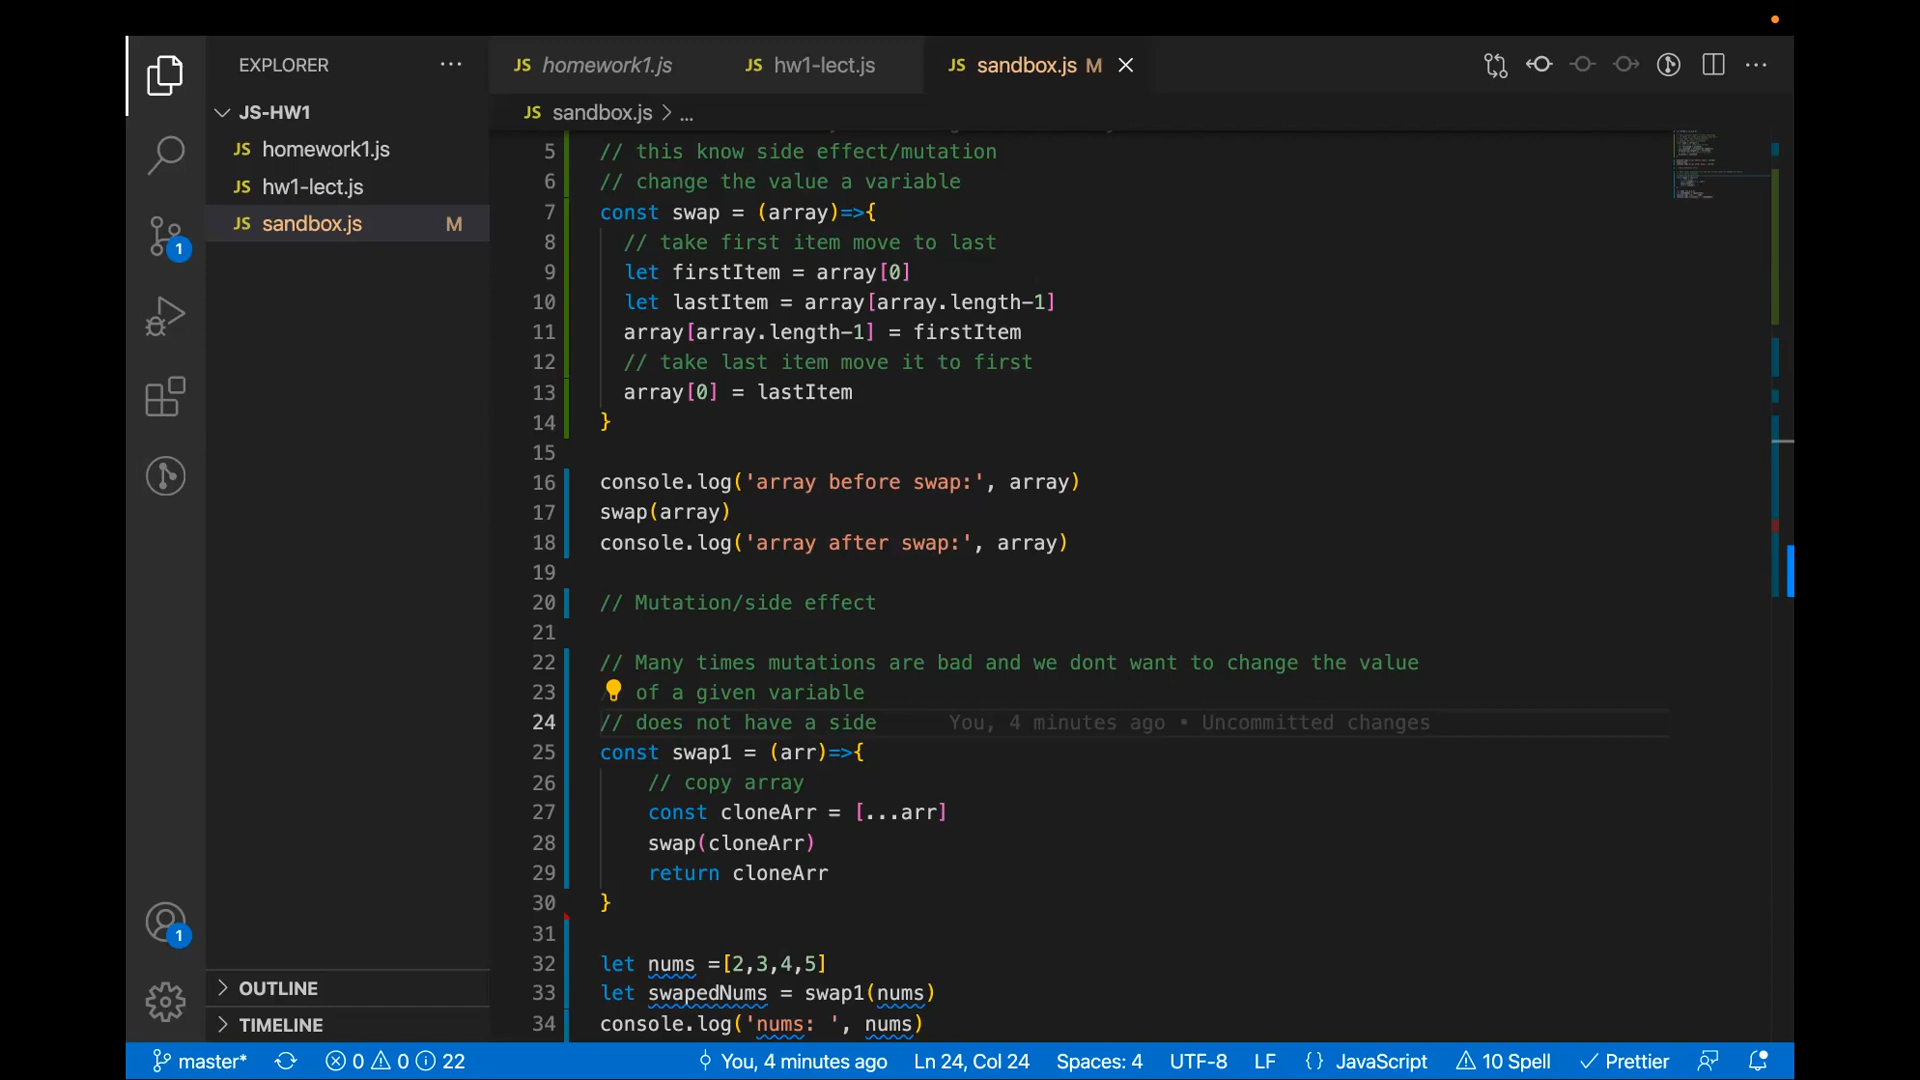 EXPLORER
JS homework1.js
JS hw1-lect.js
JS sandbox.js M
JS sandbox.js > ...
JS-HW1
JS homework1.js
JS hw1-lect.js
JS sandbox.js M
1
1
OUTLINE
TIMELINE
5 // this know side effect/mutation
6 // change the value a variable
7 const swap = (array)=>{
8 // take first item move to last
9 let firstItem = array[0]
10 let lastItem = array[array.length-1]
11 array[array.length-1] = firstItem
12 // take last item move it to first
13 array[0] = lastItem
14 }
15
16 console.log('array before swap:', array)
17 swap(array)
18 console.log('array after swap:', array)
19
20 // Mutation/side effect
21
22 // Many times mutations are bad and we dont want to change the value
23 of a given variable
24 // does not have a side You, 4 minutes ago • Uncommitted changes
25 const swap1 = (arr)=>{
26 // copy array
27 const cloneArr = [...arr]
28 swap(cloneArr)
29 return cloneArr
30 }
31
32 let nums =[2,3,4,5]
33 let swapedNums = swap1(nums)
34 console.log('nums: ', nums)
master* 0 0 22 You, 4 minutes ago Ln 24, Col 24 Spaces: 4 UTF-8 LF {} JavaScript 10 Spell Prettier